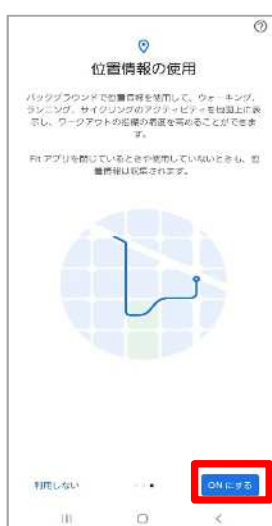 位置情報の使用
バックグラウンドで位置情報を使用して、ウォーキング、
ランニング、サイクリングのアクティビティを地図上に表
示し、ワークアウトの指標の精度を高めることができま
す。
Fit アプリを閉じているときや使用していないときも、位
置情報は収集されます。
利用しない
ON にする